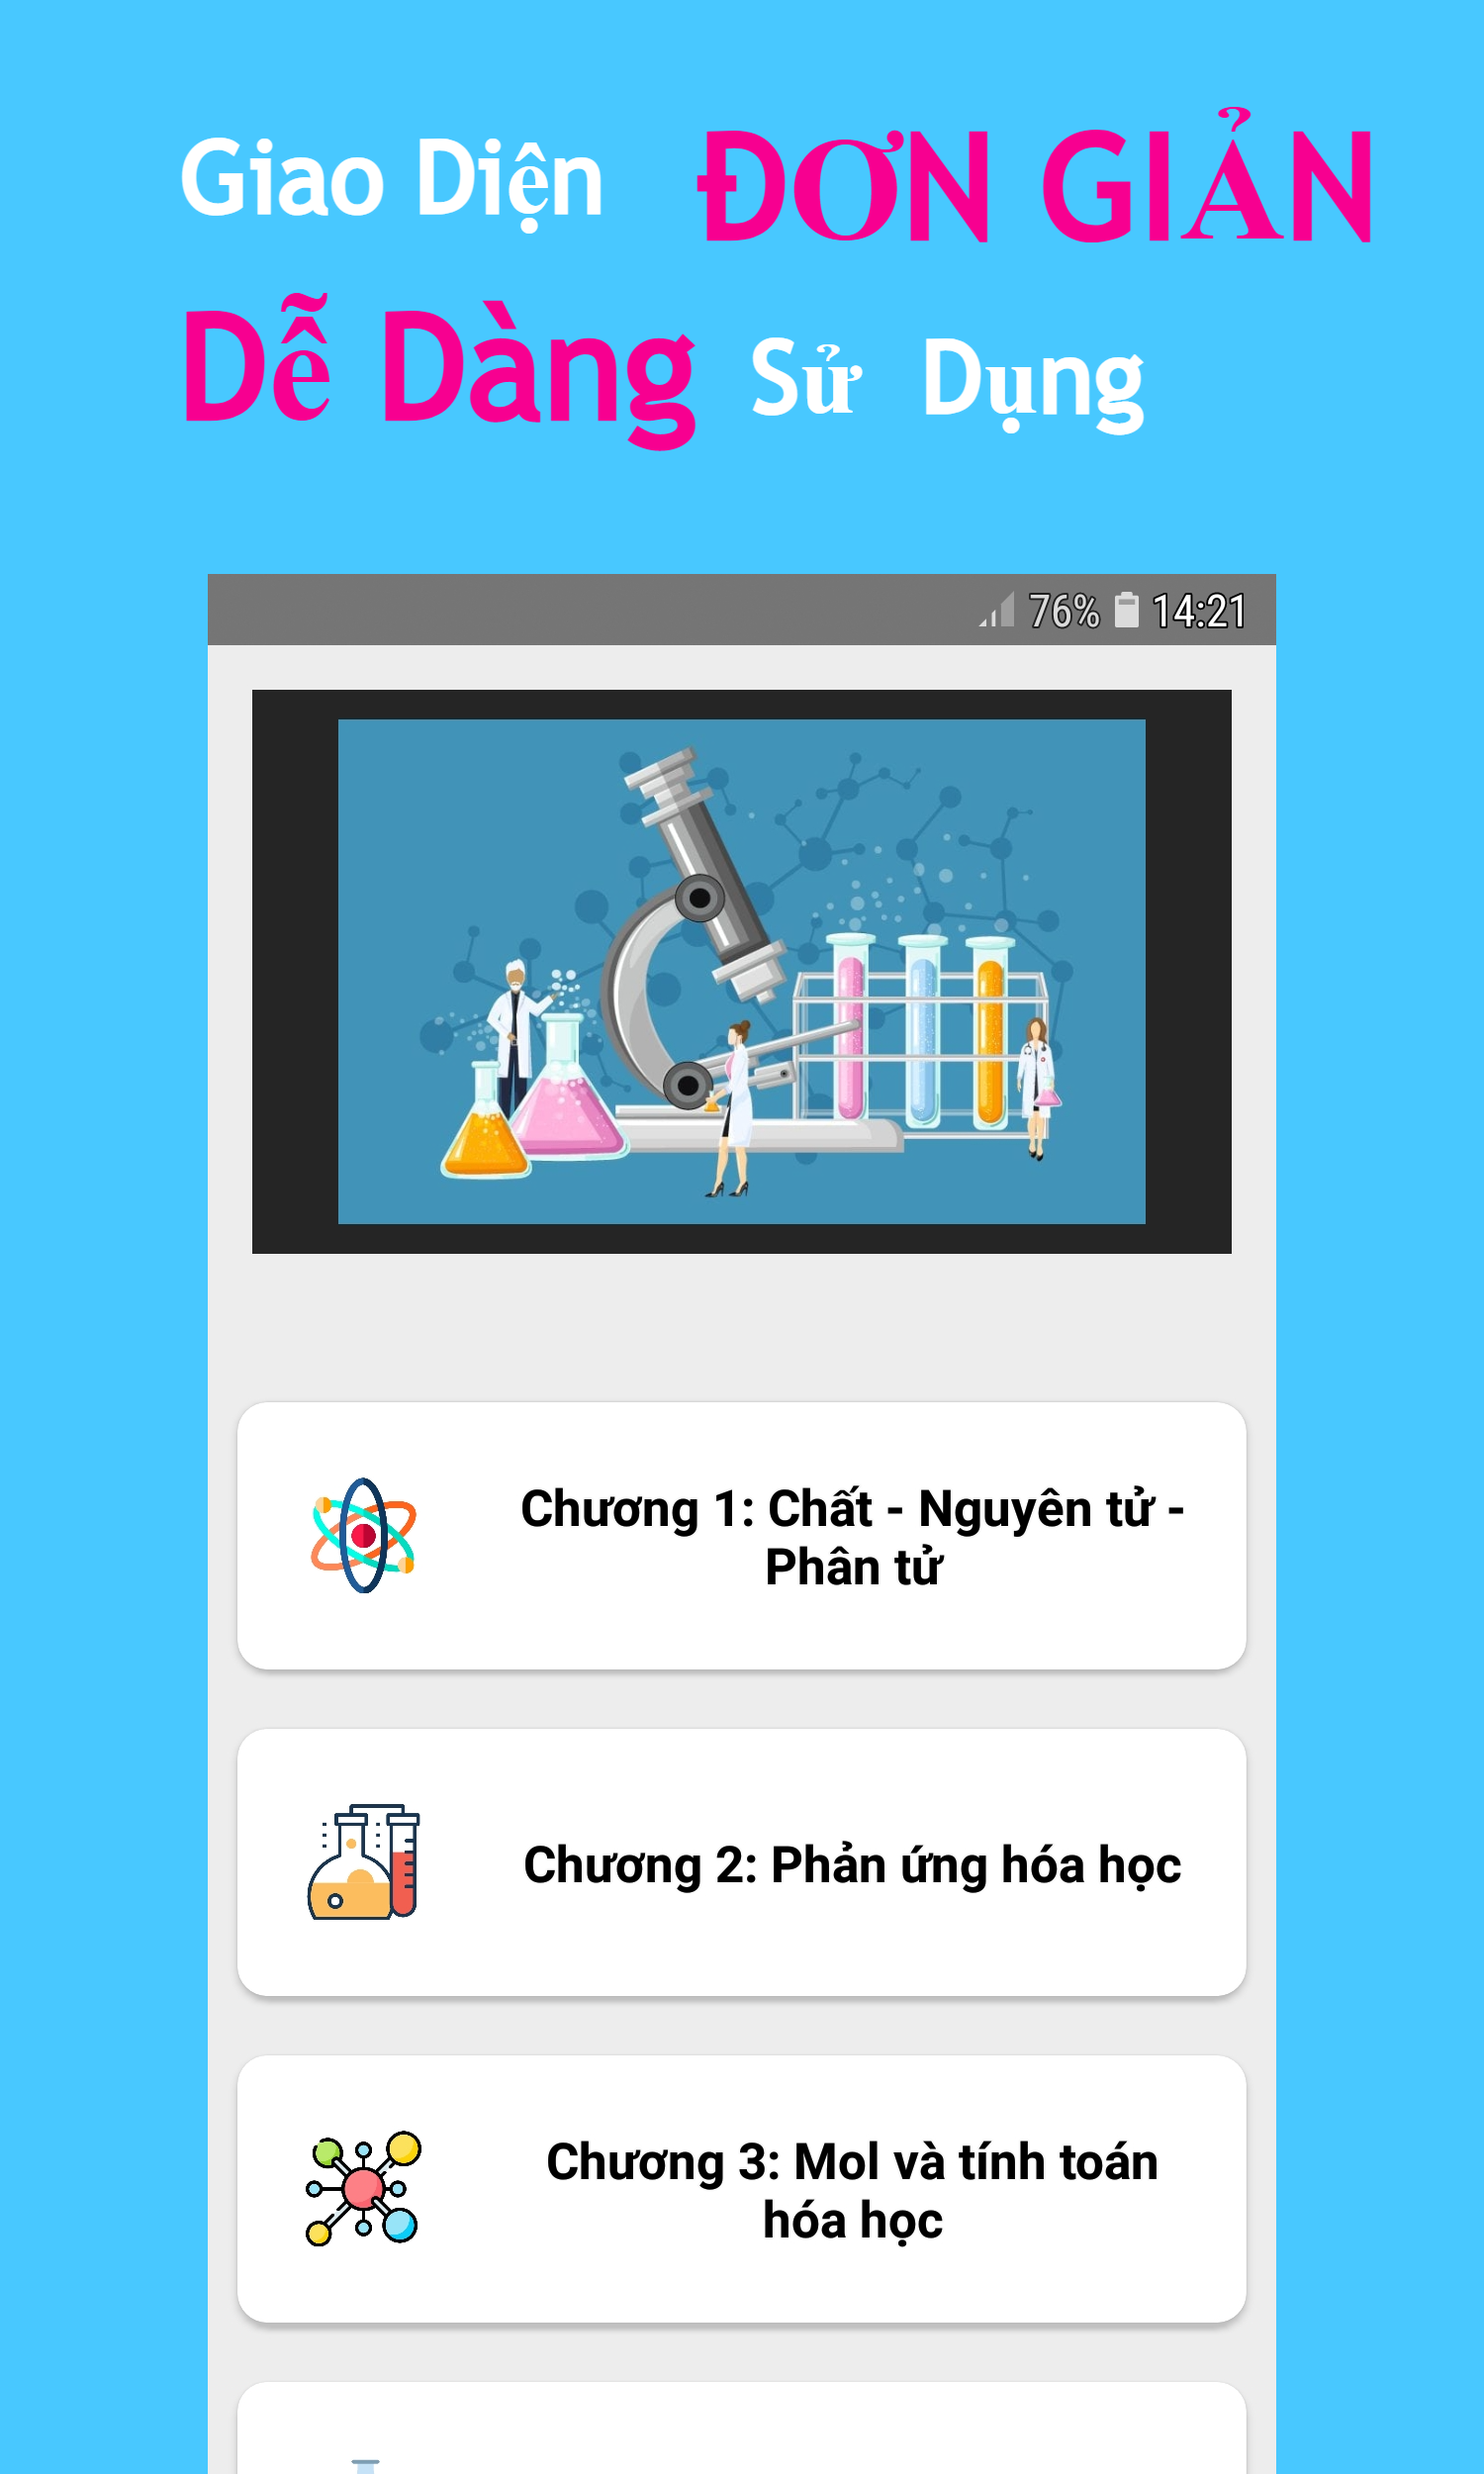 Giao Diện ĐƠN GIẢN
Dễ Dàng Sử Dụng
76% 14:21
Chương 1: Chất - Nguyên tử -
Phân tử
Chương 2: Phản ứng hóa học
Chương 3: Mol và tính toán
hóa học